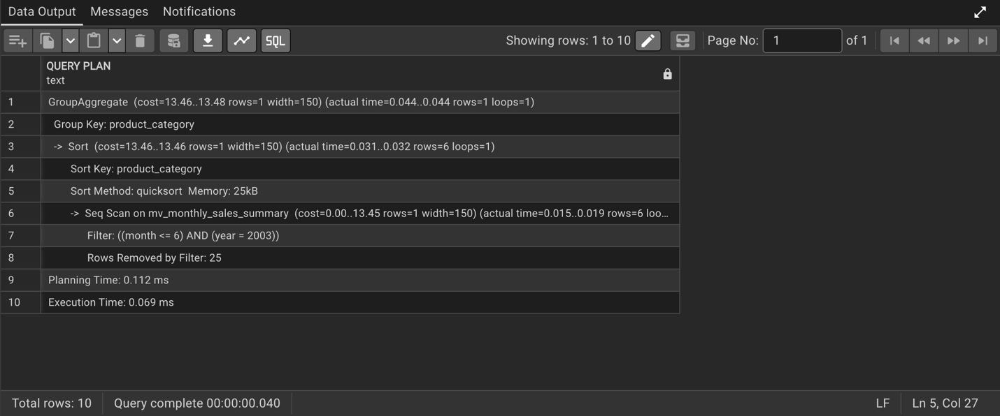 Data Output Messages Notifications
SQL Showing rows: 1 to 10 Page No: 1 of 1
QUERY PLAN
text
1 GroupAggregate (cost=13.46..13.48 rows=1 width=150) (actual time=0.044..0.044 rows=1 loops=1)
2 Group Key: product_category
3 -> Sort (cost=13.46..13.46 rows=1 width=150) (actual time=0.031..0.032 rows=6 loops=1)
4 Sort Key: product_category
5 Sort Method: quicksort Memory: 25kB
6 -> Seq Scan on mv_monthly_sales_summary (cost=0.00..13.45 rows=1 width=150) (actual time=0.015..0.019 rows=6 loo...
7 Filter: ((month <= 6) AND (year = 2003))
8 Rows Removed by Filter: 25
9 Planning Time: 0.112 ms
10 Execution Time: 0.069 ms
Total rows: 10 Query complete 00:00:00.040 LF Ln 5, Col 27